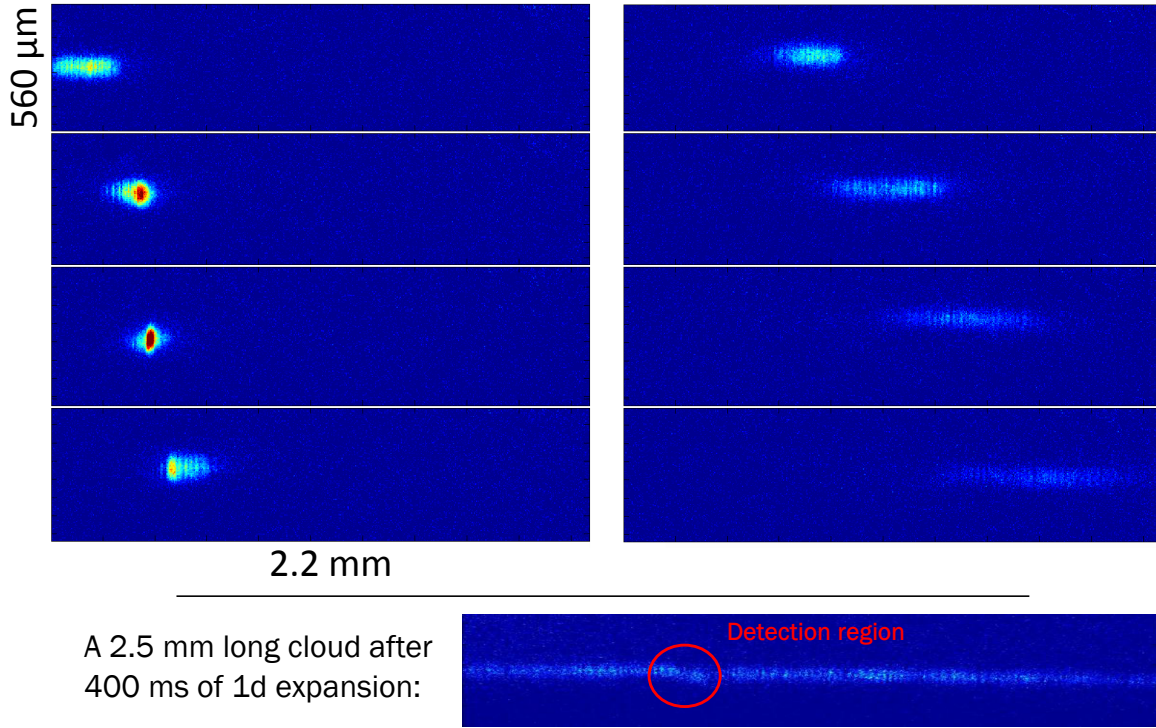 560 µm
2.2 mm
A 2.5 mm long cloud after
400 ms of 1d expansion:
Detection region